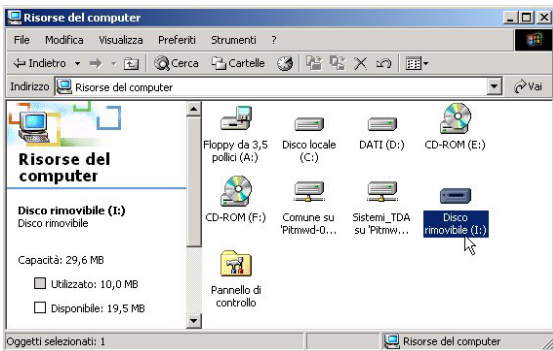 Risorse del computer
File Modifica Visualizza Preferiti Strumenti ?
Indietro Cerca Cartelle
Indirizzo Risorse del computer Vai
Risorse del
computer
Disco rimovibile (I:)
Disco rimovibile
Capacità: 29,6 MB
Utilizzato: 10,0 MB
Disponibile: 19,5 MB
Floppy da 3,5
pollici (A:)
Disco locale
(C:)
DATI (D:)
CD-ROM (E:)
CD-ROM (F:)
Comune su
'Pitmwd-0...
Sistemi_TDA
su 'Pitmw...
Disco
rimovibile (I:)
Pannello di
controllo
Oggetti selezionati: 1
Risorse del computer